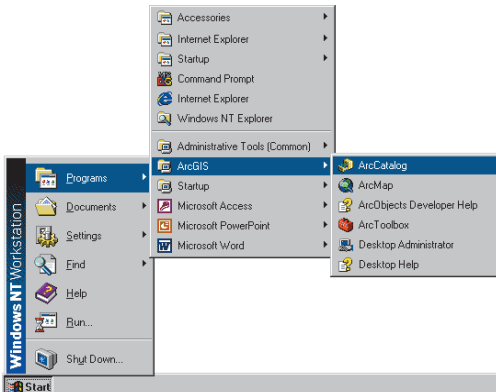 Accessories
Internet Explorer
Startup
Command Prompt
Internet Explorer
Windows NT Explorer
Administrative Tools (Common)
ArcGIS
Startup
Microsoft Access
Microsoft PowerPoint
Microsoft Word
ArcCatalog
ArcMap
ArcObjects Developer Help
ArcToolbox
Desktop Administrator
Desktop Help
Programs
Documents
Settings
Find
Help
Run...
Shut Down...
Windows NT Workstation
Start